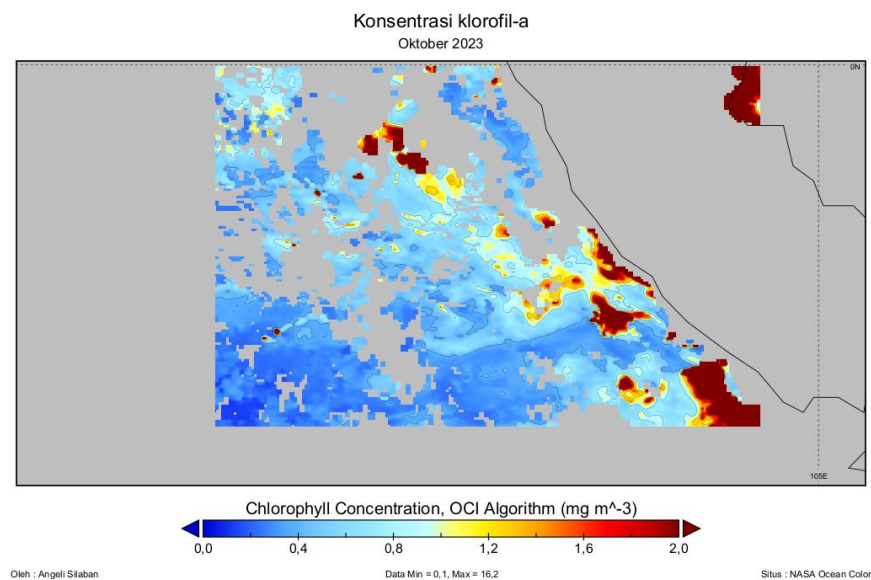 Konsentrasi klorofil-a
Oktober 2023
0N
105E
Chlorophyll Concentration, OCI Algorithm (mg m^-3)
0,0 0,4 0,8 1,2 1,6 2,0
Oleh : Angeli Silaban Data Min = 0,1, Max = 16,2 Situs : NASA Ocean Color